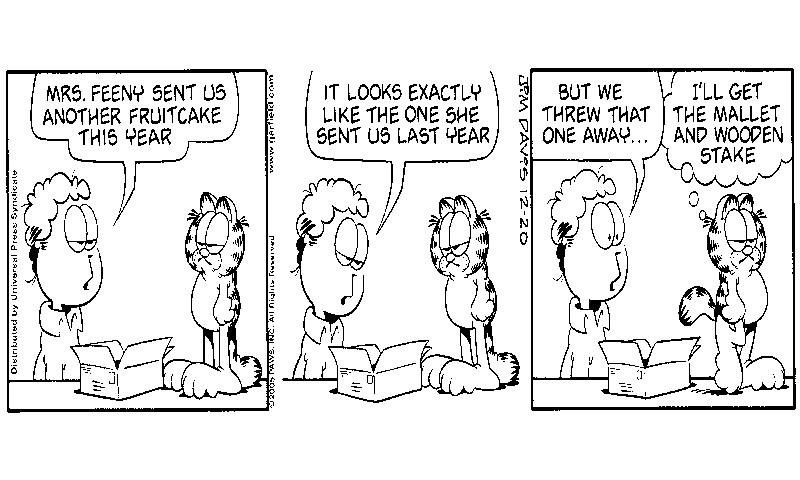 MRS. FEENY SENT US
ANOTHER FRUITCAKE
THIS YEAR
IT LOOKS EXACTLY
LIKE THE ONE SHE
SENT US LAST YEAR
BUT WE
THREW THAT
ONE AWAY...
I'LL GET
THE MALLET
AND WOODEN
STAKE
Distributed by Universal Press Syndicate
www.garfield.com
© 2005 PAWS, INC. All Rights Reserved.
JIM DAVIS 12-20